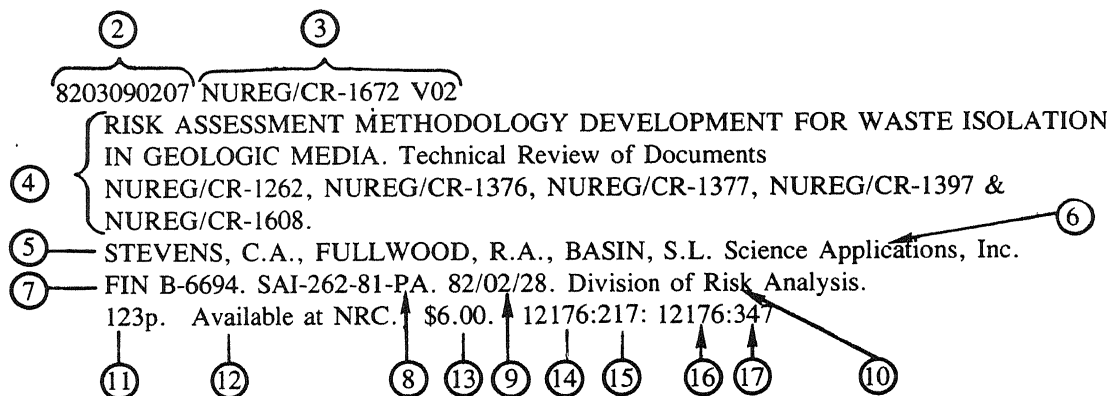 ② ③
8203090207 NUREG/CR-1672 V02
RISK ASSESSMENT METHODOLOGY DEVELOPMENT FOR WASTE ISOLATION
IN GEOLOGIC MEDIA. Technical Review of Documents
④ NUREG/CR-1262, NUREG/CR-1376, NUREG/CR-1377, NUREG/CR-1397 &
NUREG/CR-1608.
⑥
⑤ STEVENS, C.A., FULLWOOD, R.A., BASIN, S.L. Science Applications, Inc.
⑦ FIN B-6694. SAI-262-81-PA. 82/02/28. Division of Risk Analysis.
123p. Available at NRC. $6.00. 12176:217: 12176:347
⑪ ⑫ ⑧ ⑬ ⑨ ⑭ ⑮ ⑯ ⑰ ⑩